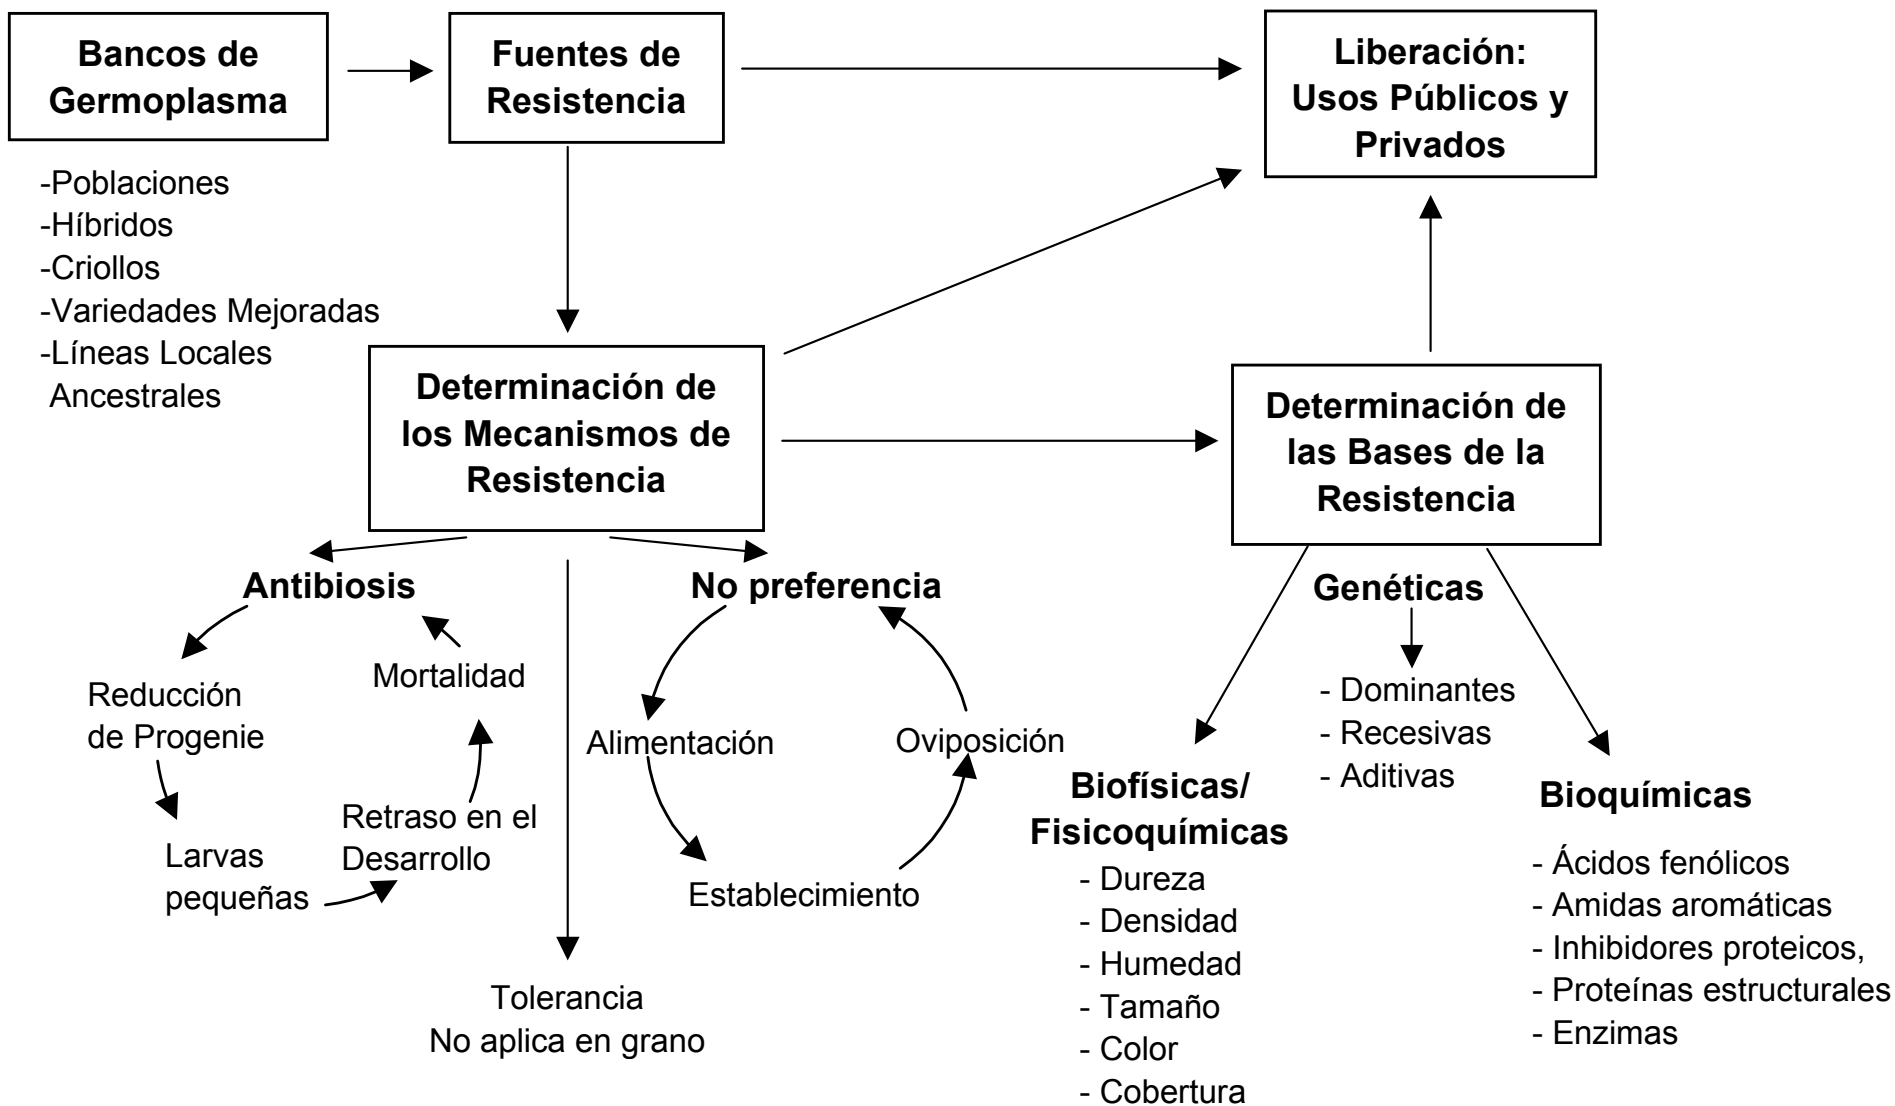 Bancos de
Germoplasma
Fuentes de
Resistencia
Liberación:
Usos Públicos y
Privados
-Poblaciones
-Híbridos
-Criollos
-Variedades Mejoradas
-Líneas Locales
Ancestrales
Determinación de
los Mecanismos de
Resistencia
Determinación de
las Bases de la
Resistencia
Antibiosis
Reducción
de Progenie
Larvas
pequeñas
Retraso en el
Desarrollo
Mortalidad
Tolerancia
No aplica en grano
No preferencia
Alimentación
Establecimiento
Oviposición
Biofísicas/
Fisicoquímicas
- Dureza
- Densidad
- Humedad
- Tamaño
- Color
- Cobertura
Genéticas
- Dominantes
- Recesivas
- Aditivas
Bioquímicas
- Ácidos fenólicos
- Amidas aromáticas
- Inhibidores proteicos,
- Proteínas estructurales
- Enzimas